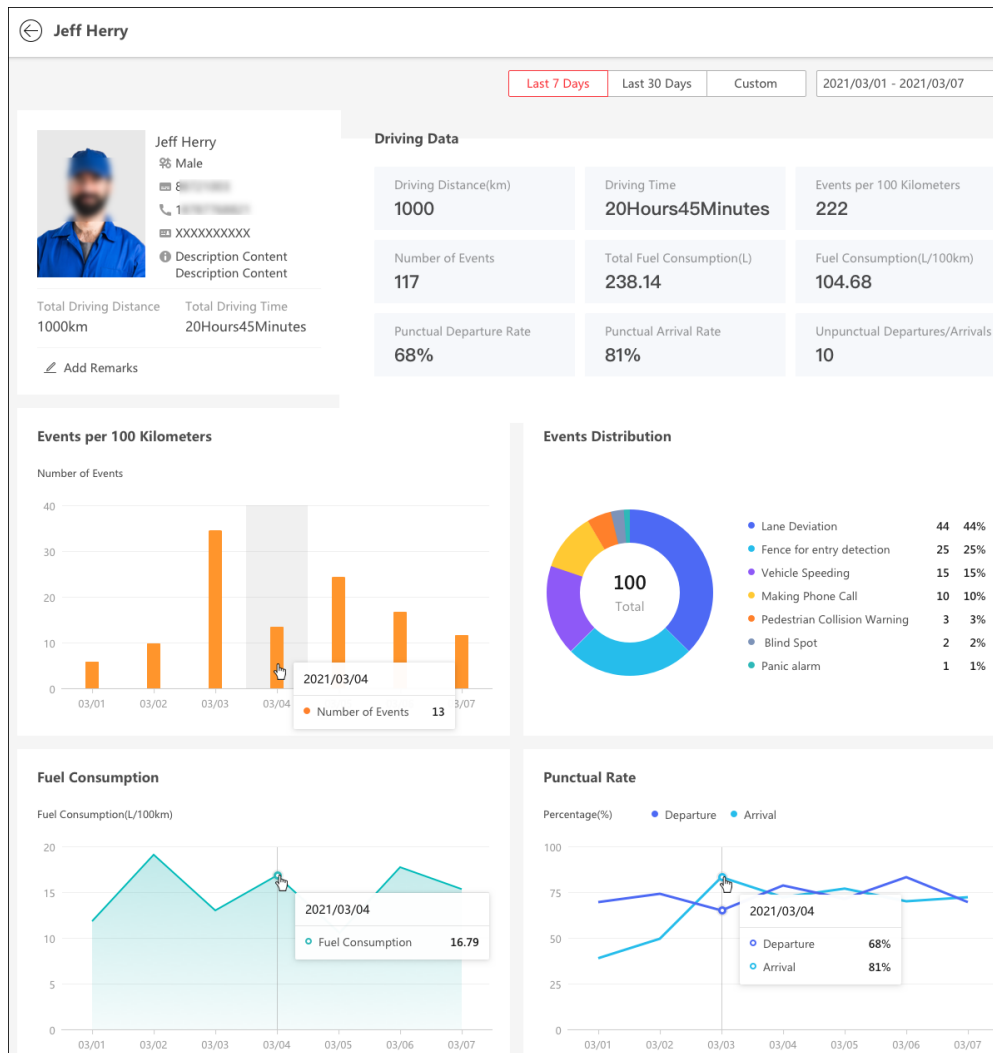 Jeff Herry
Last 7 Days Last 30 Days Custom 2021/03/01 - 2021/03/07
Jeff Herry
Male
XXXXXXXXXX
Description Content
Description Content
Total Driving Distance Total Driving Time
1000km 20Hours45Minutes
Add Remarks
Driving Data
Driving Distance(km) Driving Time Events per 100 Kilometers
1000 20Hours45Minutes 222
Number of Events Total Fuel Consumption(L) Fuel Consumption(L/100km)
117 238.14 104.68
Punctual Departure Rate Punctual Arrival Rate Unpunctual Departures/Arrivals
68% 81% 10
Events per 100 Kilometers
Number of Events
40
30
20
10
0
03/01 03/02 03/03 03/04 3/07
2021/03/04
Number of Events 13
Events Distribution
100
Total
Lane Deviation 44 44%
Fence for entry detection 25 25%
Vehicle Speeding 15 15%
Making Phone Call 10 10%
Pedestrian Collision Warning 3 3%
Blind Spot 2 2%
Panic alarm 1 1%
Fuel Consumption
Fuel Consumption(L/100km)
20
15
10
5
0
03/01 03/02 03/03 03/04 03/05 03/06 03/07
2021/03/04
Fuel Consumption 16.79
Punctual Rate
Percentage(%) Departure Arrival
100
75
50
25
0
03/01 03/02 03/03 03/04 03/05 03/06 03/07
2021/03/04
Departure 68%
Arrival 81%